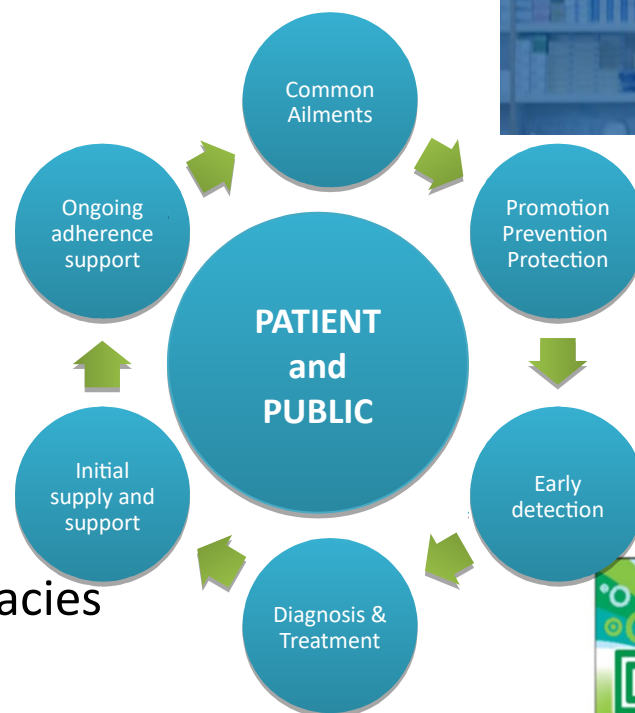 Common
Ailments
Promotion
Prevention
Protection
Early
detection
Diagnosis &
Treatment
Initial
supply and
support
Ongoing
adherence
support
PATIENT
and
PUBLIC
acies